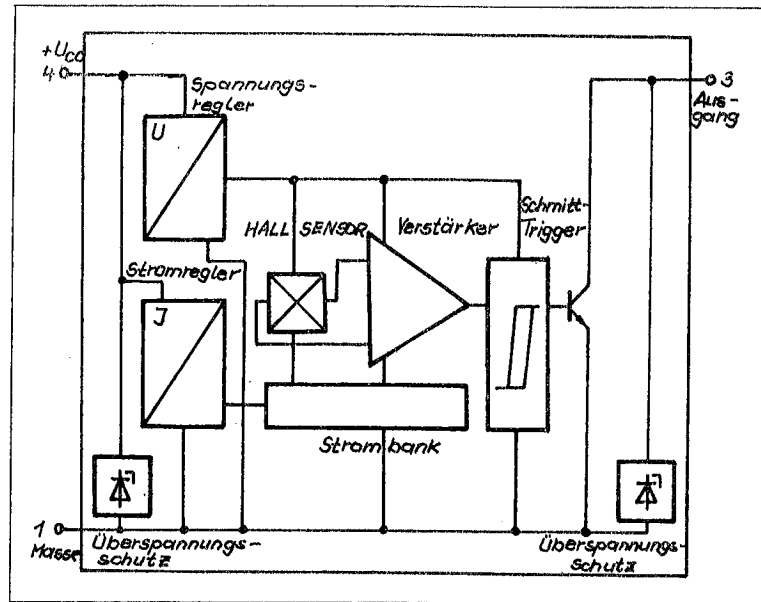 +UCC
4
Spannungs-
regler
U
3
Aus-
gang
HALL SENSOR
Verstärker
Schmitt-
Trigger
Stromregler
J
Strombank
1
Masse
Überspannungs-
schutz
Überspannungs-
schutz